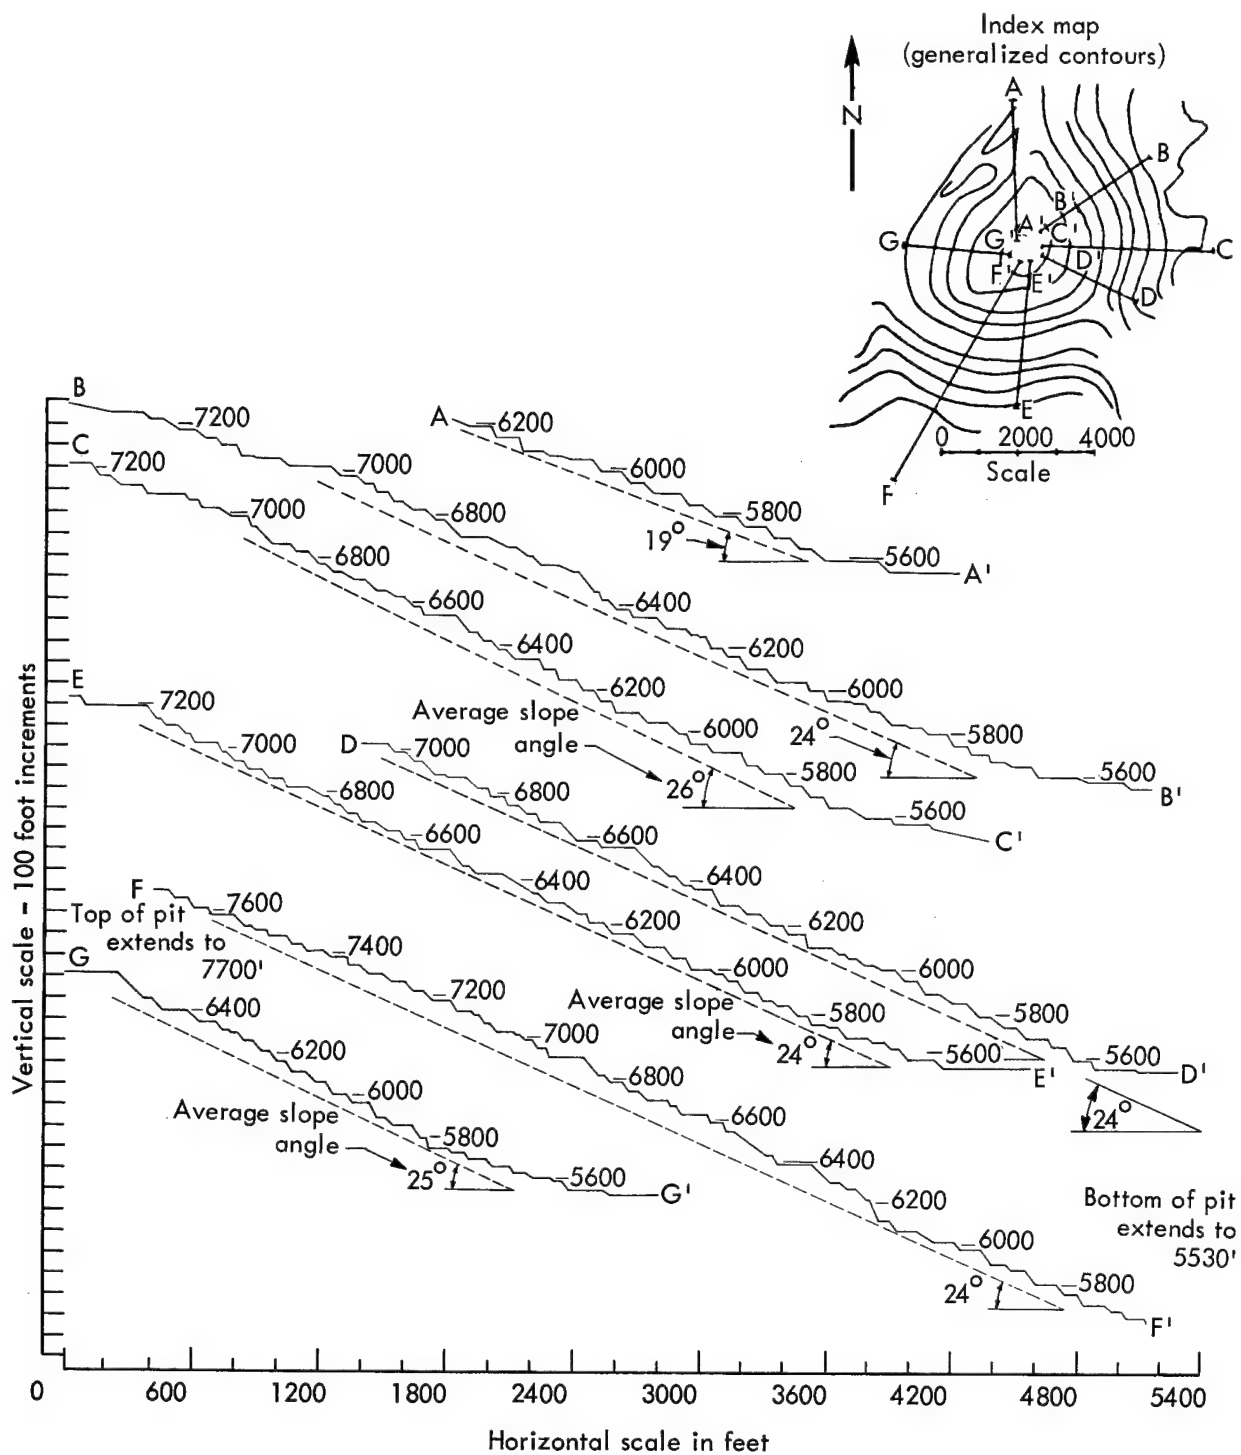 Index map
(generalized contours)
N
A
B
B'
A'
C'
G
G'
C
D'
F'
E'
D
E
0 2000 4000
Scale
F
B
-7200
A
-6200
C
-7200
-7000
-6000
-7000
-6800
-5800
19°
-5600
A'
-6800
-6600
-6400
-6400
-6200
E
-7200
-6200
-6000
Average slope
angle
-6000
24°
-5800
D
-7000
-7000
26°
-5800
-5600
B'
-6800
-6800
-5600
C'
-6600
-6600
-6400
-6400
F
-7600
Top of pit
extends to
7700'
-6200
-6200
-7400
G
-6000
-6000
-7200
-6400
Average slope
angle
24°
-5800
-5800
-7000
-6200
-5600
E'
-5600
D'
-6000
-6800
24°
Average slope
angle
-6600
-5800
25°
-5600
G'
-6400
-6200
Bottom of pit
extends to
5530'
-6000
24°
-5800
F'
Vertical scale - 100 foot increments
0 600 1200 1800 2400 3000 3600 4200 4800 5400
Horizontal scale in feet